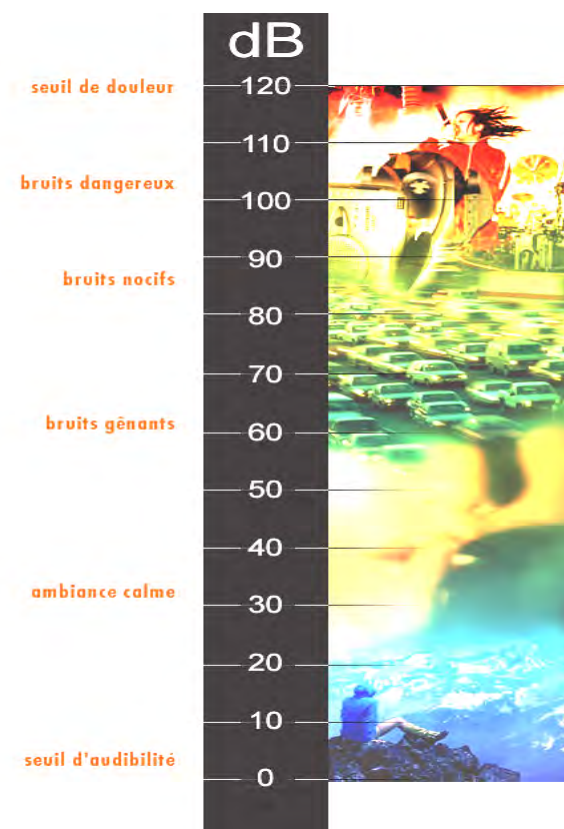 dB
seuil de douleur 120
110
bruits dangereux
100
90
bruits nocifs
80
70
bruits gênants
60
50
40
ambiance calme
30
20
10
seuil d'audibilité
0